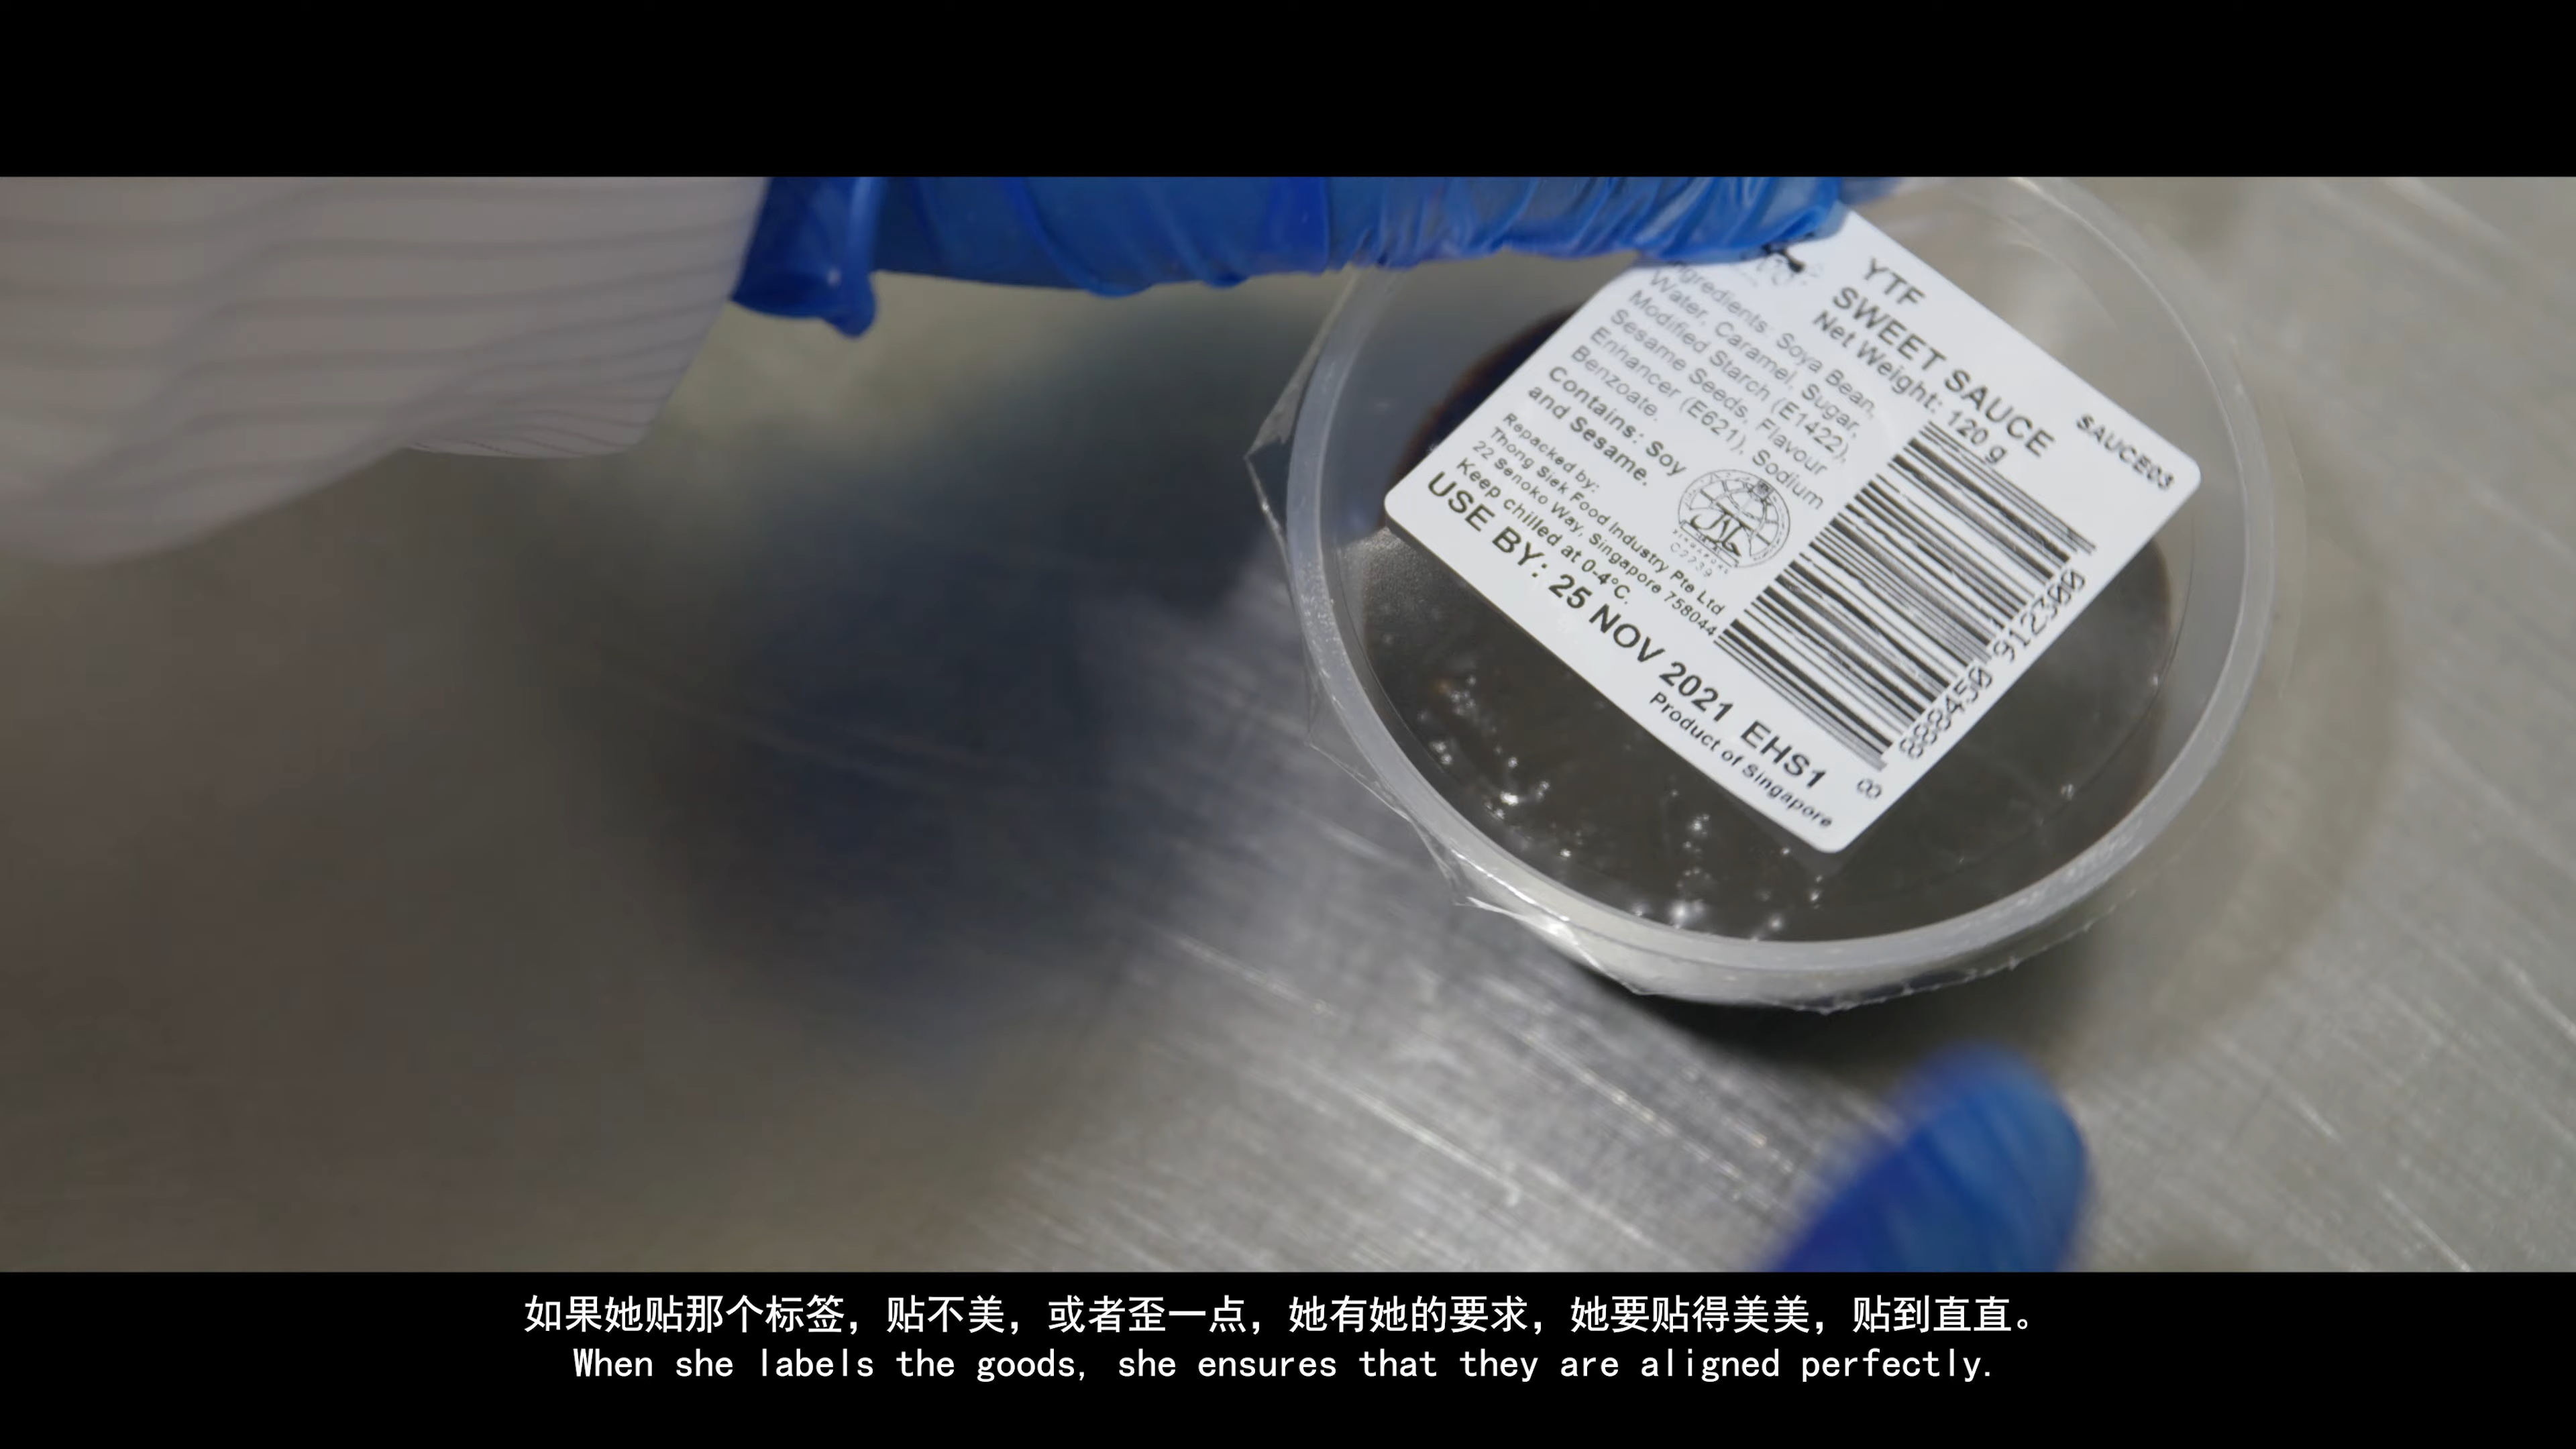 YTF
SWEET SAUCE
Net Weight: 120 g
SAUCE03
Ingredients: Soya Bean,
Water, Caramel, Sugar,
Modified Starch (E1422),
Sesame Seeds, Flavour
Enhancer (E621), Sodium
Benzoate.
Contains: Soy
and Sesame.
Repacked by:
Thong Siek Food Industry Pte Ltd
22 Senoko Way, Singapore 758044
Keep chilled at 0-4°C.
USE BY: 25 NOV 2021 EHS1
Product of Singapore
8 888450 912300
如果她贴那个标签，贴不美，或者歪一点，她有她的要求，她要贴得美美，贴到直直。
When she labels the goods, she ensures that they are aligned perfectly.